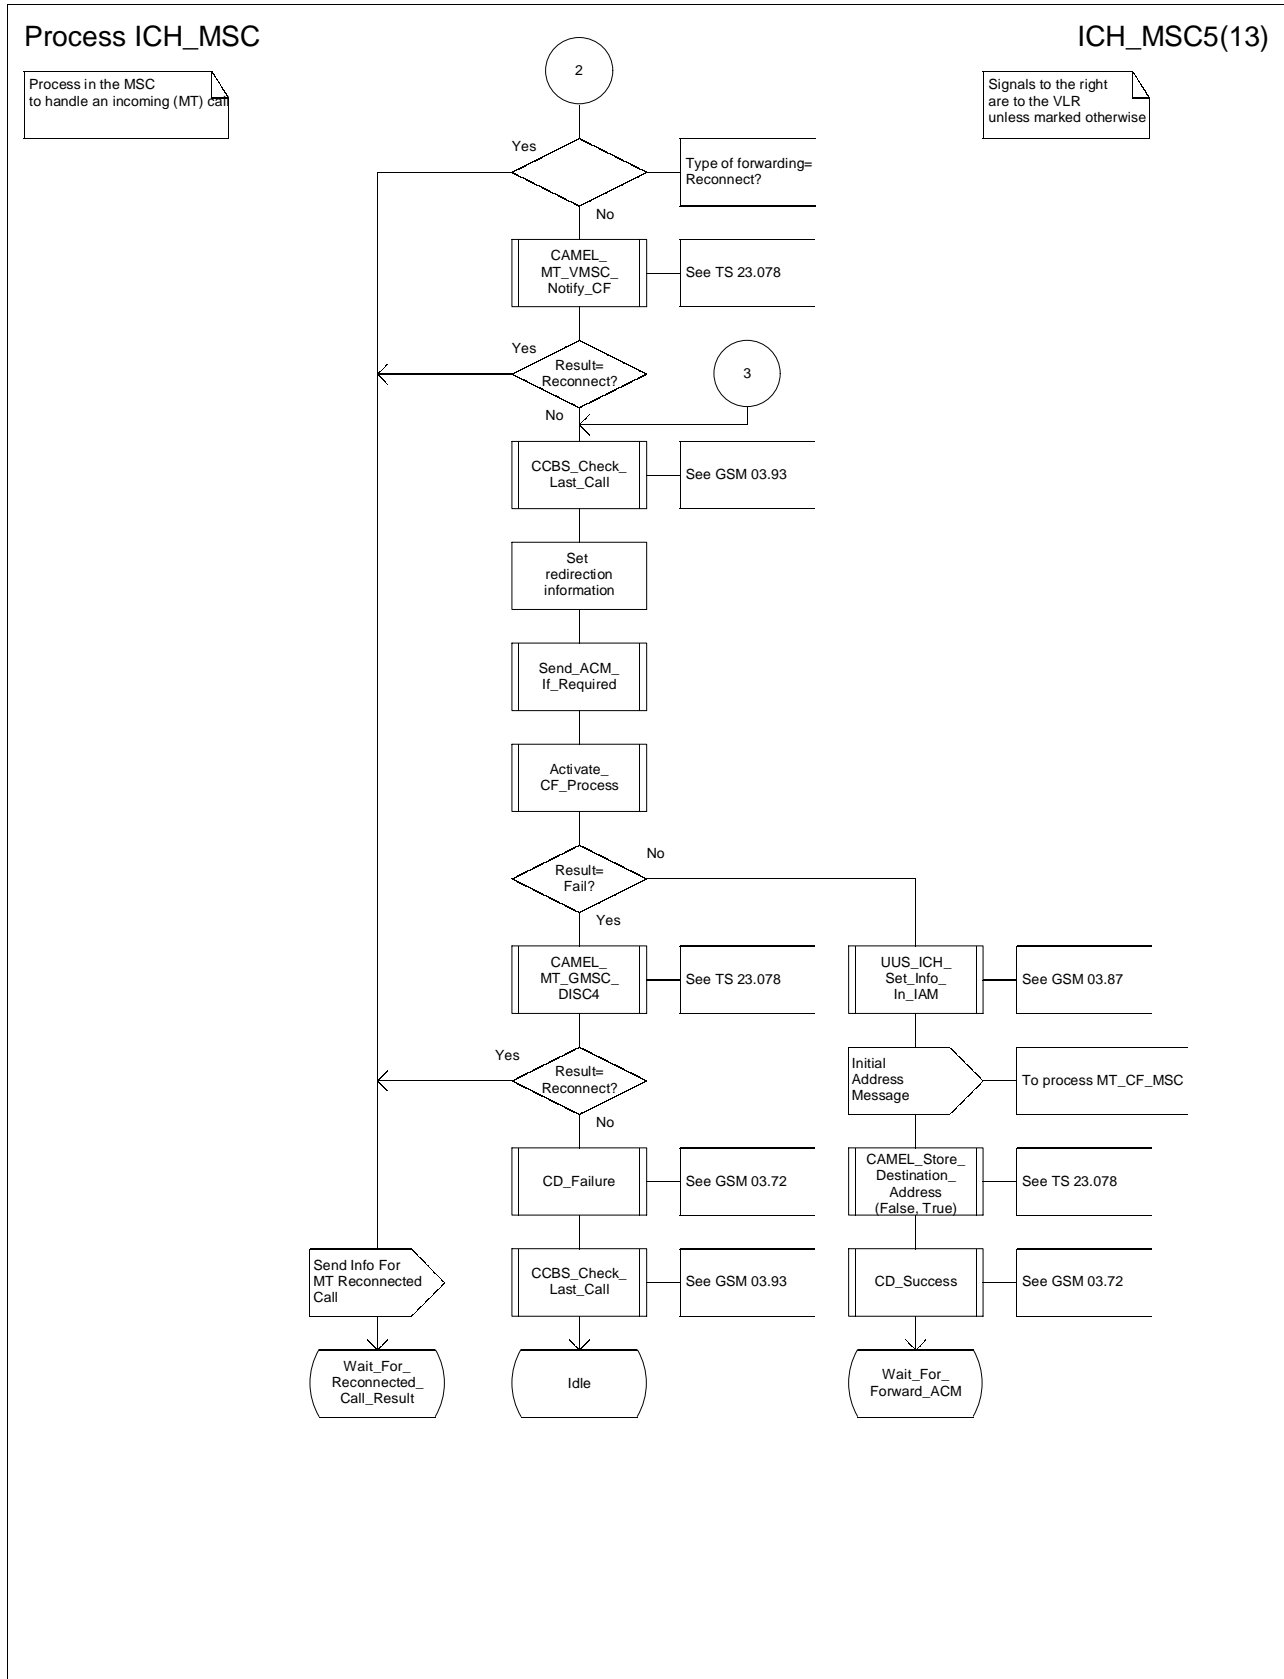 Process ICH_MSC
ICH_MSC5(13)
Process in the MSC
to handle an incoming (MT) call
Signals to the right
are to the VLR
unless marked otherwise
2
Yes
Type of forwarding=
Reconnect?
No
CAMEL_
MT_VMSC_
Notify_CF
See TS 23.078
Yes
Result=
Reconnect?
3
No
CCBS_Check_
Last_Call
See GSM 03.93
Set
redirection
information
Send_ACM_
If_Required
Activate_
CF_Process
Result=
Fail?
No
Yes
CAMEL_
MT_GMSC_
DISC4
See TS 23.078
UUS_ICH_
Set_Info_
In_IAM
See GSM 03.87
Yes
Result=
Reconnect?
Initial
Address
Message
To process MT_CF_MSC
No
CD_Failure
See GSM 03.72
CAMEL_Store_
Destination_
Address
(False, True)
See TS 23.078
Send Info For
MT Reconnected
Call
CCBS_Check_
Last_Call
See GSM 03.93
CD_Success
See GSM 03.72
Wait_For_
Reconnected_
Call_Result
Idle
Wait_For_
Forward_ACM